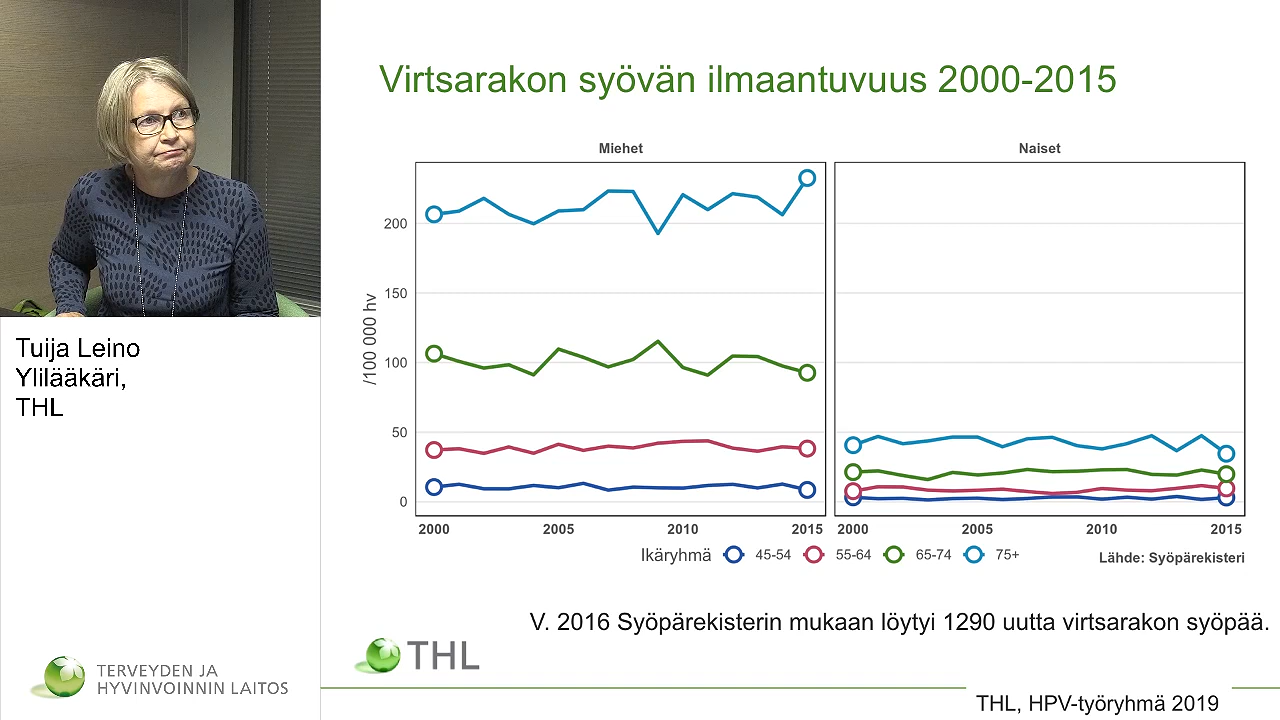 Virtsarakon syövän ilmaantuvuus 2000-2015
Miehet
Naiset
200
150
100
50
0
/100 000 hv
2000 2005 2010 2015
2000 2005 2010 2015
Ikäryhmä 45-54 55-64 65-74 75+
Lähde: Syöpärekisteri
V. 2016 Syöpärekisterin mukaan löytyi 1290 uutta virtsarakon syöpää.
THL
THL, HPV-työryhmä 2019
Tuija Leino
Ylilääkäri,
THL
TERVEYDEN JA
HYVINVOINNIN LAITOS